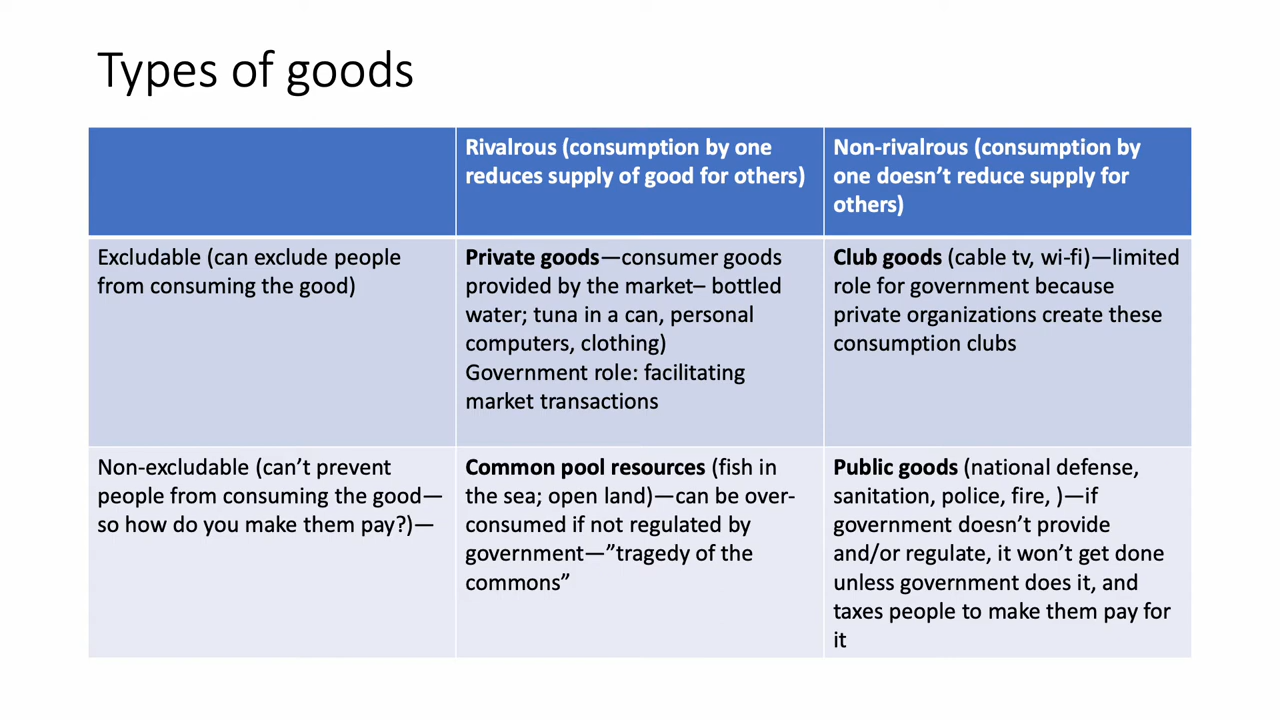 Types of goods
Rivalrous (consumption by one
reduces supply of good for others)
Non-rivalrous (consumption by
one doesn’t reduce supply for
others)
Excludable (can exclude people
from consuming the good)
Private goods—consumer goods
provided by the market– bottled
water; tuna in a can, personal
computers, clothing)
Government role: facilitating
market transactions
Club goods (cable tv, wi-fi)—limited
role for government because
private organizations create these
consumption clubs
Non-excludable (can’t prevent
people from consuming the good—
so how do you make them pay?)—
Common pool resources (fish in
the sea; open land)—can be over-
consumed if not regulated by
government—”tragedy of the
commons”
Public goods (national defense,
sanitation, police, fire, )—if
government doesn’t provide
and/or regulate, it won’t get done
unless government does it, and
taxes people to make them pay for
it